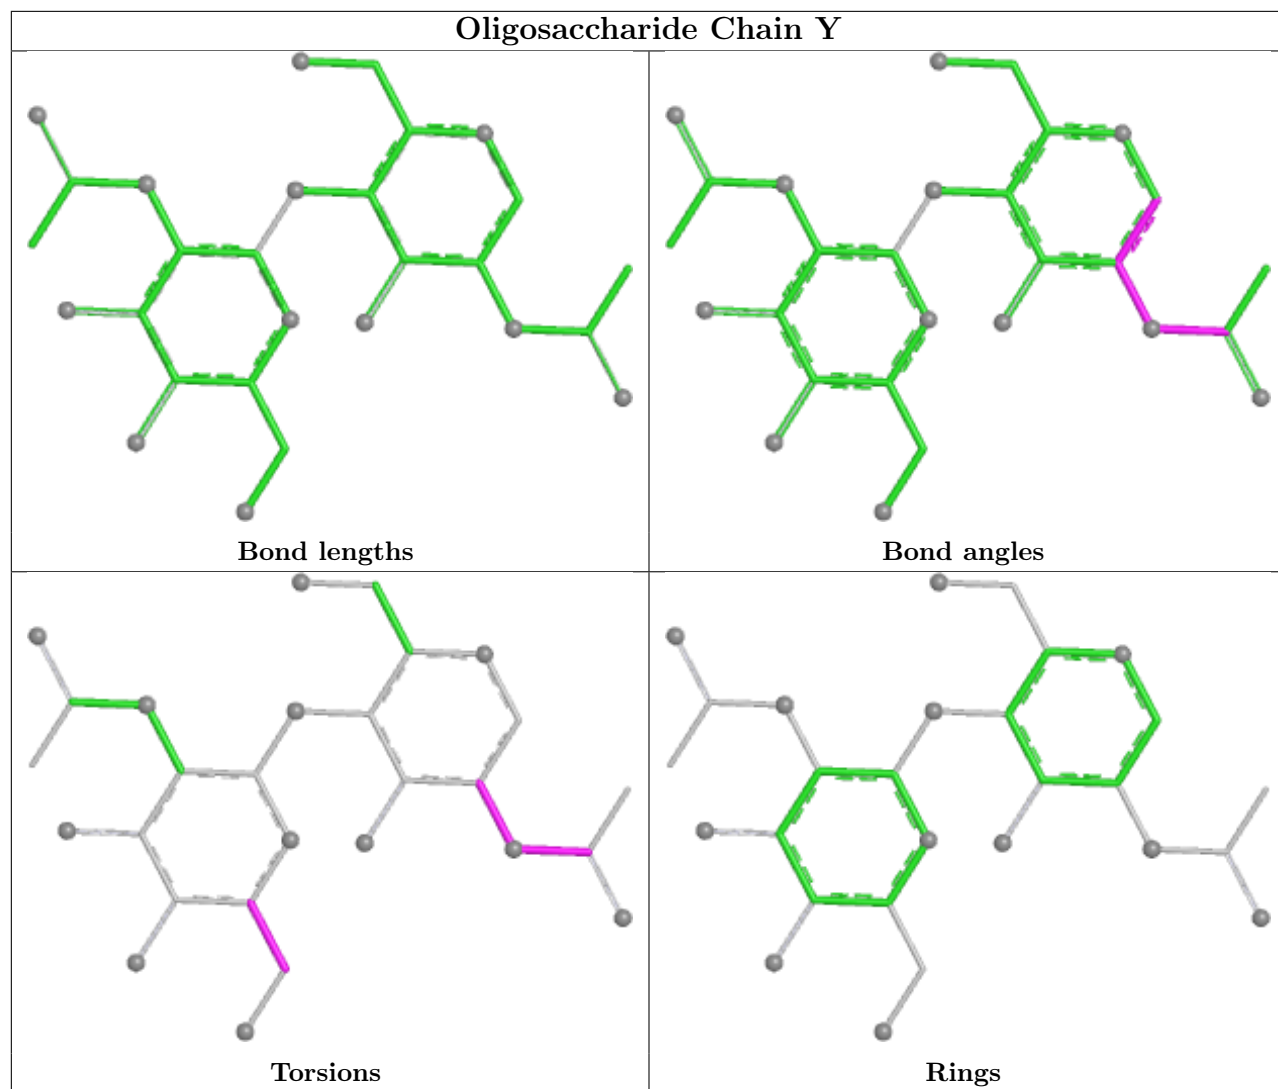 Oligosaccharide Chain Y
Bond lengths
Bond angles
Torsions
Rings